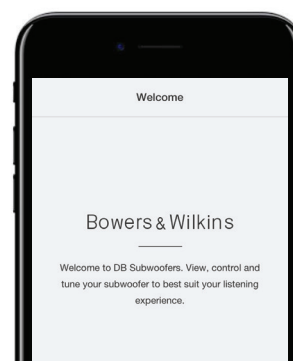 Welcome
Bowers & Wilkins
Welcome to DB Subwoofers. View, control and
tune your subwoofer to best suit your listening
experience.